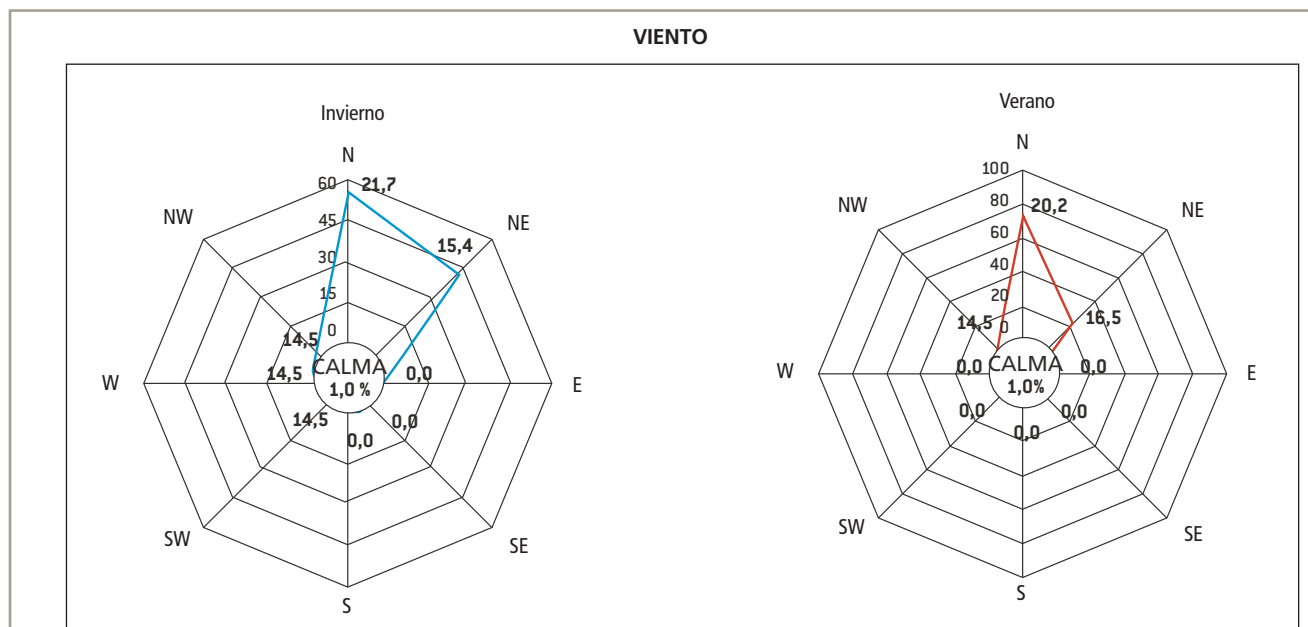 VIENTO
Invierno
N
60
21,7
NW
NE
45
15,4
30
15
0
14,5
W
14,5
CALMA
1,0 %
0,0
E
14,5
0,0
0,0
SW
SE
S
Verano
N
100
80
20,2
NW
NE
60
40
20
0
14,5
16,5
W
0,0
CALMA
1,0%
0,0
E
0,0
0,0
0,0
SW
SE
S